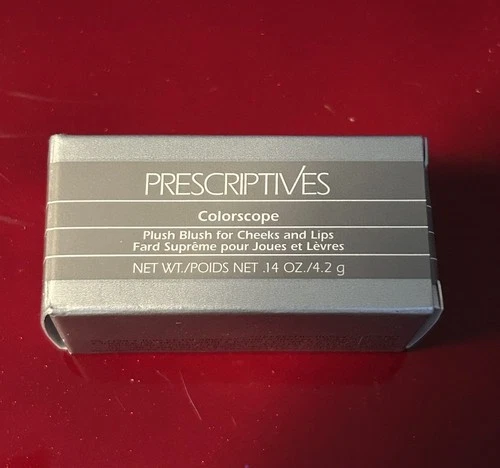 PRESCRIPTIVES
Colorscope
Plush Blush for Cheeks and Lips
Fard Suprême pour Joues et Lèvres
NET WT./POIDS NET .14 OZ./4.2 g